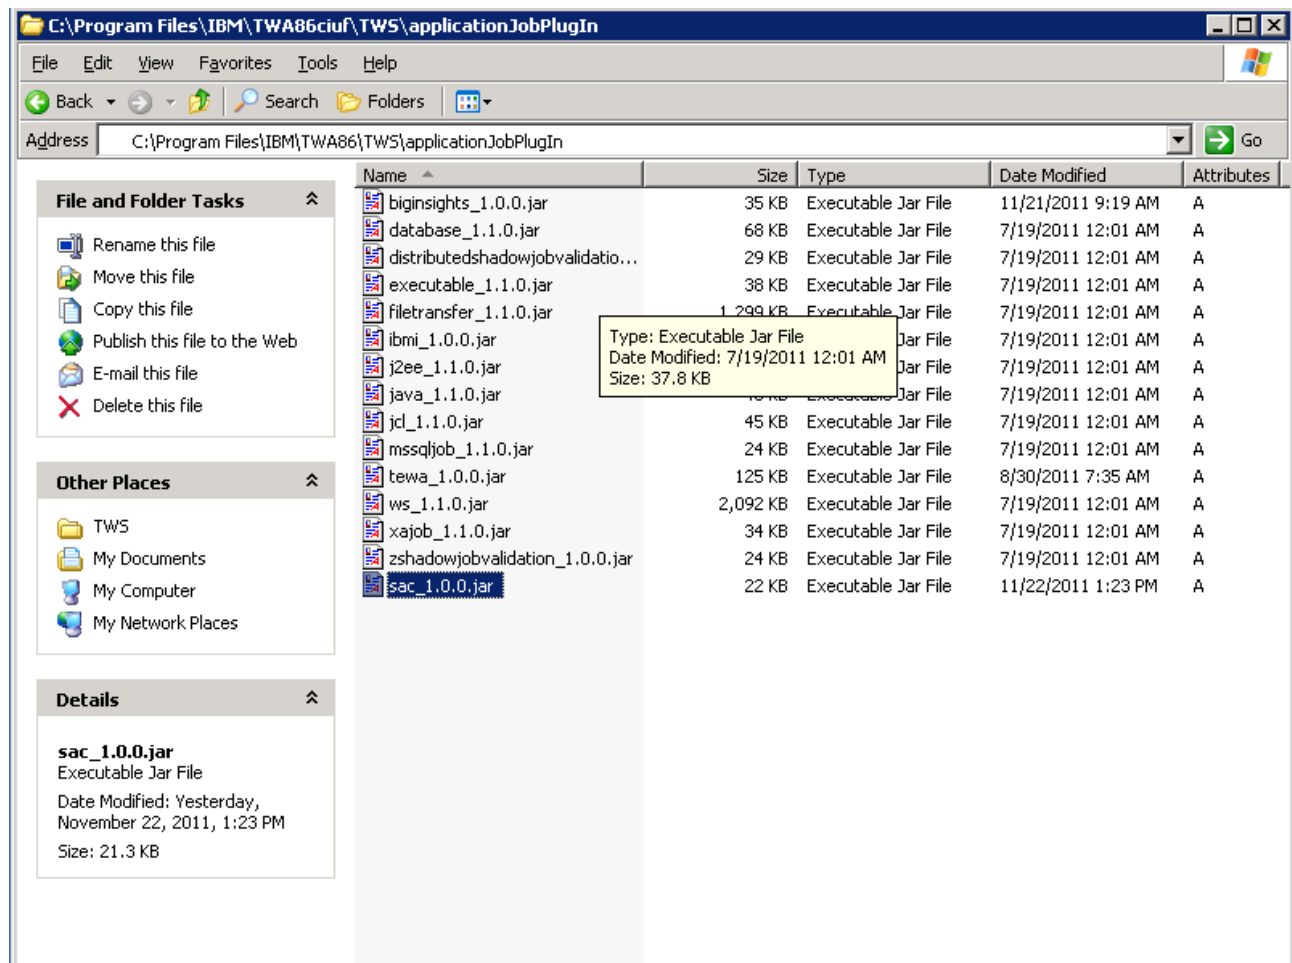 C:\Program Files\IBM\TWA86ciuf\TWS\applicationJobPlugIn
File Edit View Favorites Tools Help
Back Search Folders
Address C:\Program Files\IBM\TWA86\TWS\applicationJobPlugIn Go
Name Size Type Date Modified Attributes
File and Folder Tasks
Rename this file
Move this file
Copy this file
Publish this file to the Web
E-mail this file
Delete this file
Other Places
TWS
My Documents
My Computer
My Network Places
Details
sac_1.0.0.jar
Executable Jar File
Date Modified: Yesterday,
November 22, 2011, 1:23 PM
Size: 21.3 KB
biginsights_1.0.0.jar 35 KB Executable Jar File 11/21/2011 9:19 AM A
database_1.1.0.jar 68 KB Executable Jar File 7/19/2011 12:01 AM A
distributedshadowjobvalidatio... 29 KB Executable Jar File 7/19/2011 12:01 AM A
executable_1.1.0.jar 38 KB Executable Jar File 7/19/2011 12:01 AM A
filetransfer_1.1.0.jar 1,299 KB Executable Jar File 7/19/2011 12:01 AM A
ibmi_1.0.0.jar Jar File 7/19/2011 12:01 AM A
j2ee_1.1.0.jar Jar File 7/19/2011 12:01 AM A
java_1.1.0.jar KB Executable Jar File 7/19/2011 12:01 AM A
jcl_1.1.0.jar 45 KB Executable Jar File 7/19/2011 12:01 AM A
mssqljob_1.1.0.jar 24 KB Executable Jar File 7/19/2011 12:01 AM A
tewa_1.0.0.jar 125 KB Executable Jar File 8/30/2011 7:35 AM A
ws_1.1.0.jar 2,092 KB Executable Jar File 7/19/2011 12:01 AM A
xajob_1.1.0.jar 34 KB Executable Jar File 7/19/2011 12:01 AM A
zshadowjobvalidation_1.0.0.jar 24 KB Executable Jar File 7/19/2011 12:01 AM A
sac_1.0.0.jar 22 KB Executable Jar File 11/22/2011 1:23 PM A
Type: Executable Jar File
Date Modified: 7/19/2011 12:01 AM
Size: 37.8 KB